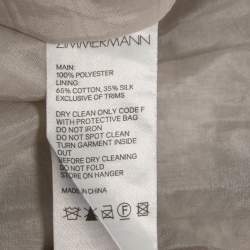 ZIMMERMANN
MAIN:
100% POLYESTER
LINING:
65% COTTON, 35% SILK
EXCLUSIVE OF TRIMS
DRY CLEAN ONLY CODE F
WITH PROTECTIVE BAG
DO NOT IRON
DO NOT SPOT CLEAN
TURN GARMENT INSIDE
OUT
BEFORE DRY CLEANING
DO NOT FOLD
STORE ON HANGER
MADE IN CHINA
F